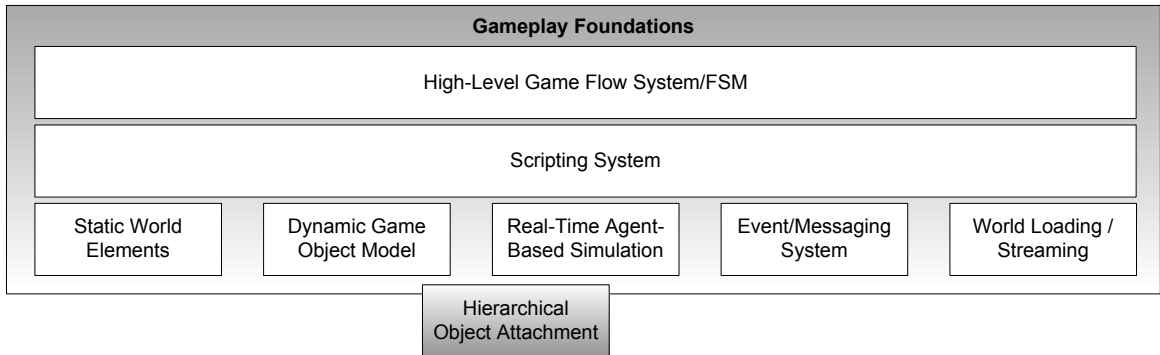 Gameplay Foundations
High-Level Game Flow System/FSM
Scripting System
Static World
Elements
Dynamic Game
Object Model
Real-Time Agent-
Based Simulation
Event/Messaging
System
World Loading /
Streaming
Hierarchical
Object Attachment